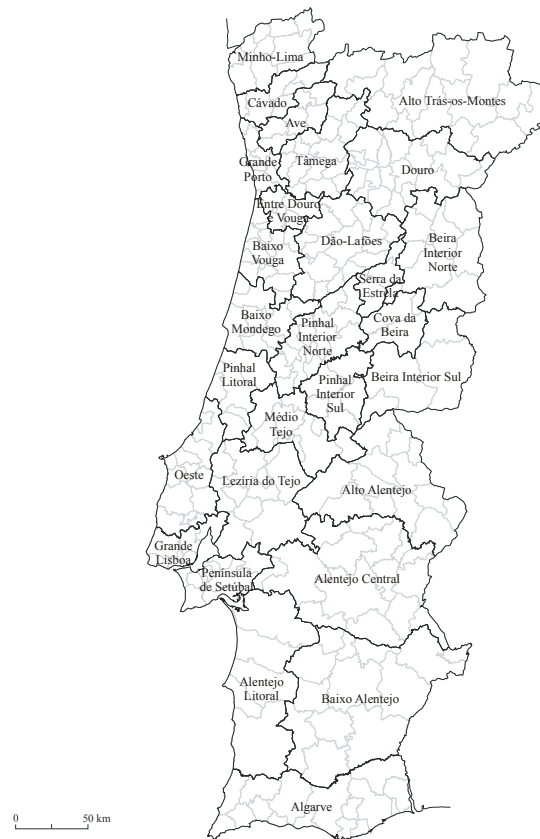 Minho-Lima
Alto Trás-os-Montes
Cávado
Ave
Grande
Porto
Tâmega
Douro
Entre Douro
e Vouga
Dão-Lafões
Baixo
Vouga
Beira
Interior
Norte
Serra da
Estrela
Baixo
Mondego
Pinhal
Interior
Norte
Cova da
Beira
Pinhal
Litoral
Pinhal
Interior
Sul
Beira Interior Sul
Médio
Tejo
Oeste
Lezíria do Tejo
Alto Alentejo
Grande
Lisboa
Península
de Setúbal
Alentejo Central
Alentejo
Litoral
Baixo Alentejo
Algarve
0 50 km